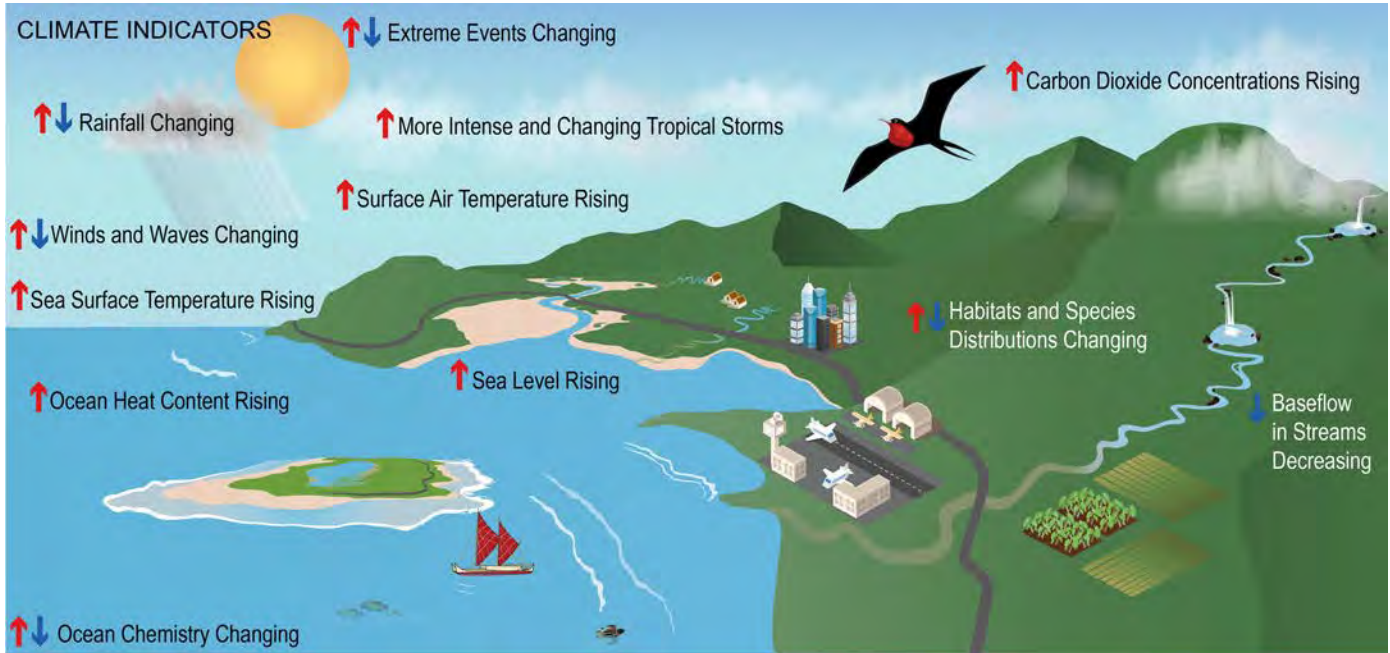 CLIMATE INDICATORS
Extreme Events Changing
Carbon Dioxide Concentrations Rising
Rainfall Changing
More Intense and Changing Tropical Storms
Surface Air Temperature Rising
Winds and Waves Changing
Sea Surface Temperature Rising
Habitats and Species
Distributions Changing
Sea Level Rising
Ocean Heat Content Rising
Baseflow
in Streams
Decreasing
Ocean Chemistry Changing